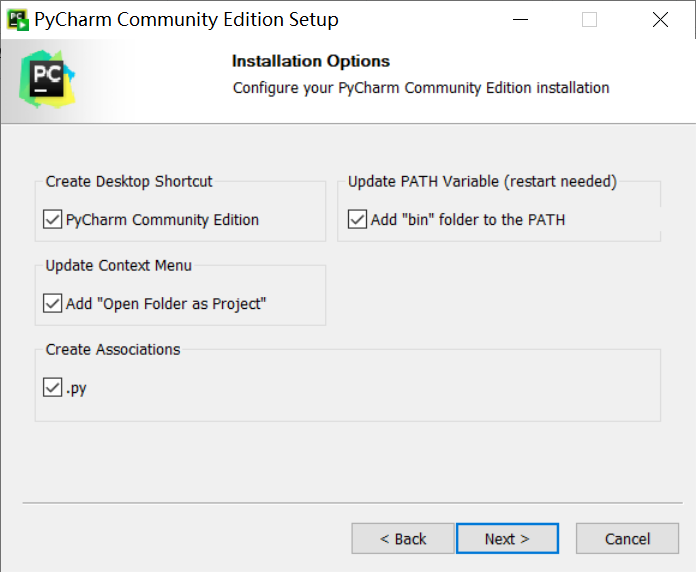 PyCharm Community Edition Setup
PC
Installation Options
Configure your PyCharm Community Edition installation
Create Desktop Shortcut
PyCharm Community Edition
Update PATH Variable (restart needed)
Add "bin" folder to the PATH
Update Context Menu
Add "Open Folder as Project"
Create Associations
.py
< Back
Next >
Cancel